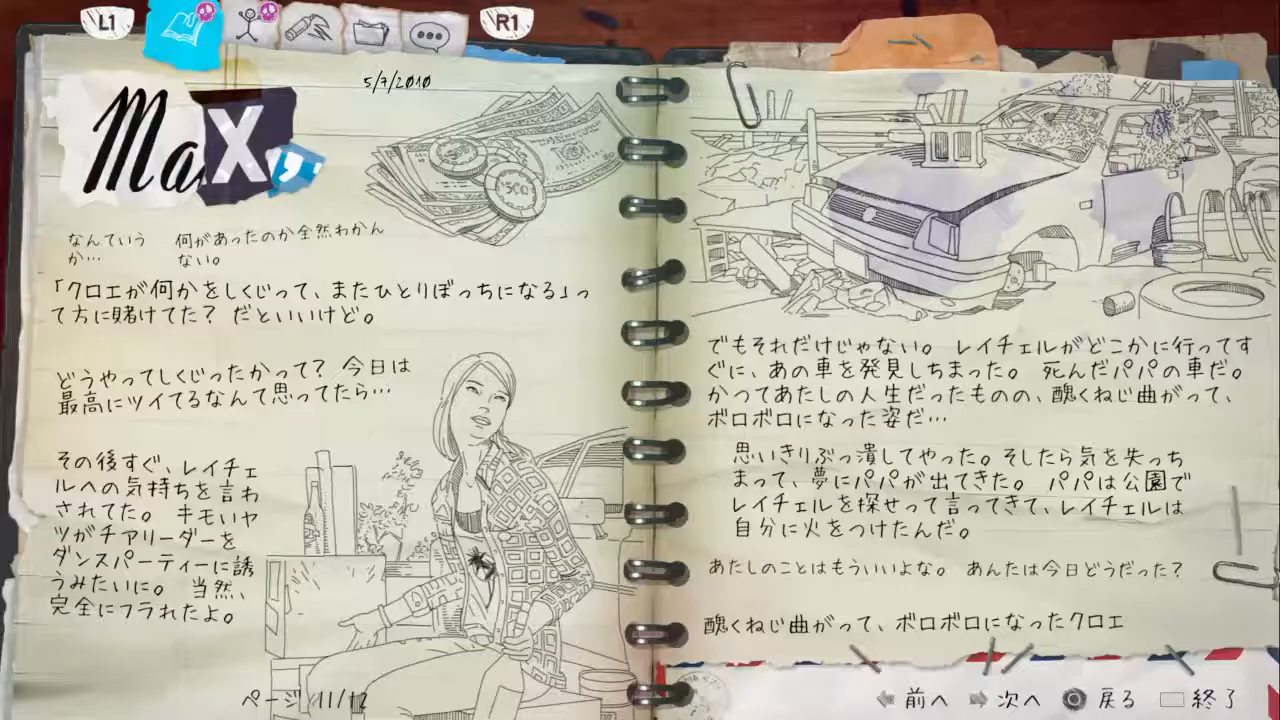 L1
R1
5/7/2010
Max,
なんていうか… 何があったのか全然わかんない。
「クロエが何かをしくじって、またひとりぼっちになる」っ
て方に賭けてた? だといいけど。
どうやってしくじったかって? 今日は
最高にツイてるなんて思ってたら…
その後すぐ、レイチェ
ルへの気持ちを言わ
されてた。 キモいヤ
ツがチアリーダーを
ダンスパーティーに誘
うみたいに。 当然、
完全にフラれたよ。
ページ 11/12
でもそれだけじゃない。 レイチェルがどこかに行ってす
ぐに、あの車を発見しちまった。 死んだパパの車だ。
かつてあたしの人生だったものの、醜くねじ曲がって、
ボロボロになった姿だ…
思いきりぶっ潰してやった。そしたら気を失っち
まって、夢にパパが出てきた。 パパは公園で
レイチェルを探せって言ってきて、レイチェルは
自分に火をつけたんだ。
あたしのことはもういいよな。 あんたは今日どうだった?
醜くねじ曲がって、ボロボロになったクロエ
前へ 次へ 戻る 終了